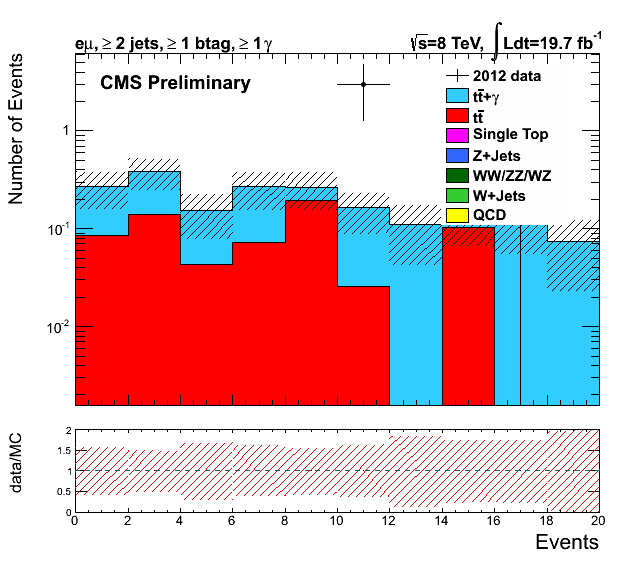 eμ, ≥ 2 jets, ≥ 1 btag, ≥ 1 γ
√s=8 TeV, ∫Ldt=19.7 fb⁻¹
CMS Preliminary
2012 data
tt̄+γ
tt̄
Single Top
Z+Jets
WW/ZZ/WZ
W+Jets
QCD
Number of Events
1
10⁻¹
10⁻²
data/MC
2
1.5
1
0.5
0
0 2 4 6 8 10 12 14 16 18 20
Events